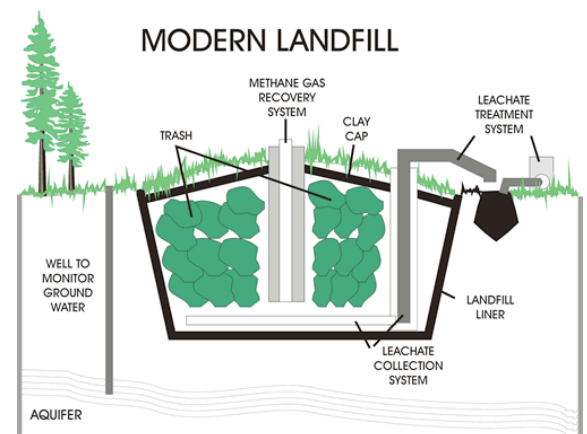 MODERN LANDFILL
METHANE GAS
RECOVERY
SYSTEM
LEACHATE
TREATMENT
SYSTEM
TRASH
CLAY
CAP
WELL TO
MONITOR
GROUND
WATER
LANDFILL
LINER
LEACHATE
COLLECTION
SYSTEM
AQUIFER